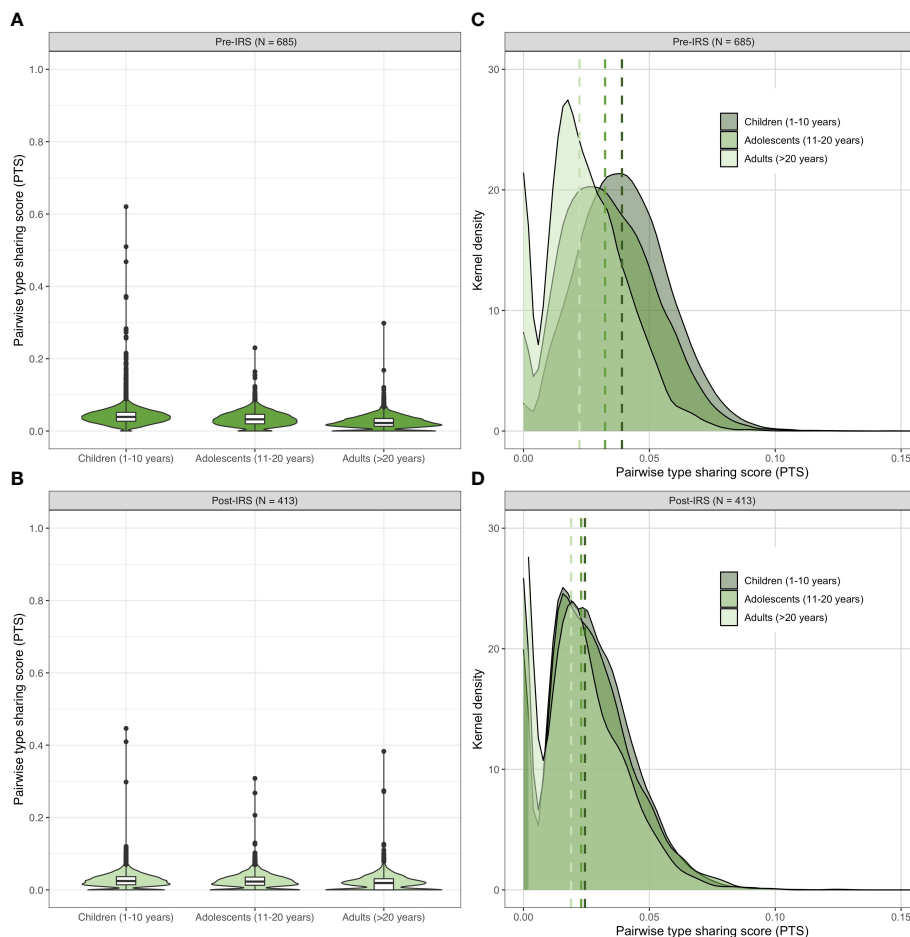 A
Pre-IRS (N = 685)
Pairwise type sharing score (PTS)
1.0
0.8
0.6
0.4
0.2
0.0
Children (1-10 years)
Adolescents (11-20 years)
Adults (>20 years)
B
Post-IRS (N = 413)
Pairwise type sharing score (PTS)
1.0
0.8
0.6
0.4
0.2
0.0
Children (1-10 years)
Adolescents (11-20 years)
Adults (>20 years)
C
Pre-IRS (N = 685)
Kernel density
30
20
10
0
Children (1-10 years)
Adolescents (11-20 years)
Adults (>20 years)
0.00
0.05
0.10
0.15
Pairwise type sharing score (PTS)
D
Post-IRS (N = 413)
Kernel density
30
20
10
0
Children (1-10 years)
Adolescents (11-20 years)
Adults (>20 years)
0.00
0.05
0.10
0.15
Pairwise type sharing score (PTS)